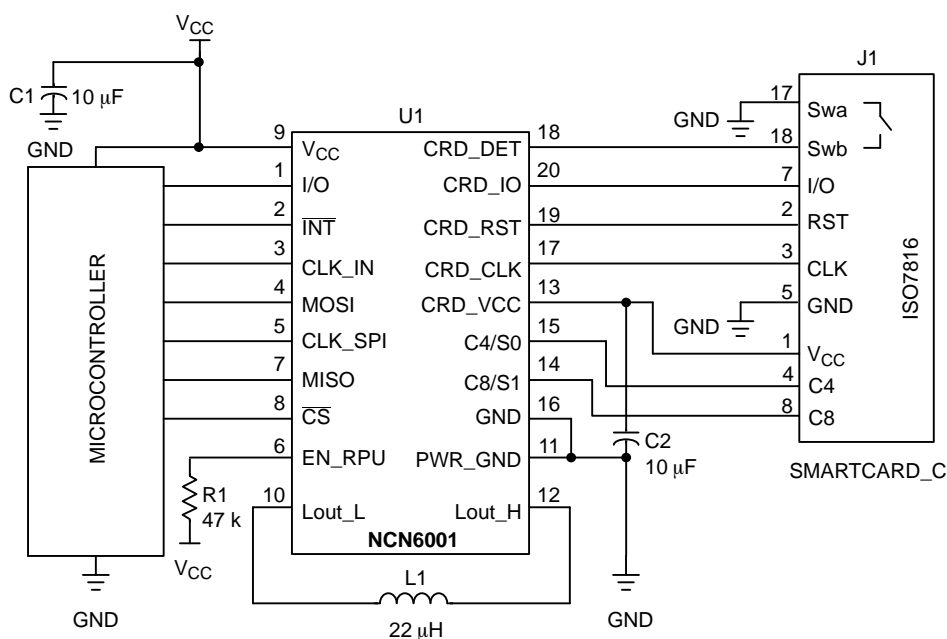 VCC
C1
10 μF
GND
MICROCONTROLLER
GND
U1
9
VCC
1
I/O
2
INT
3
CLK_IN
4
MOSI
5
CLK_SPI
7
MISO
8
CS
6
EN_RPU
10
Lout_L
R1
47 k
VCC
CRD_DET
18
CRD_IO
20
CRD_RST
19
CRD_CLK
17
CRD_VCC
13
C4/S0
15
C8/S1
14
GND
16
PWR_GND
11
Lout_H
12
NCN6001
L1
22 μH
C2
10 μF
GND
J1
GND
17
Swa
18
Swb
7
I/O
2
RST
3
CLK
GND
5
GND
1
VCC
4
C4
8
C8
ISO7816
SMARTCARD_C